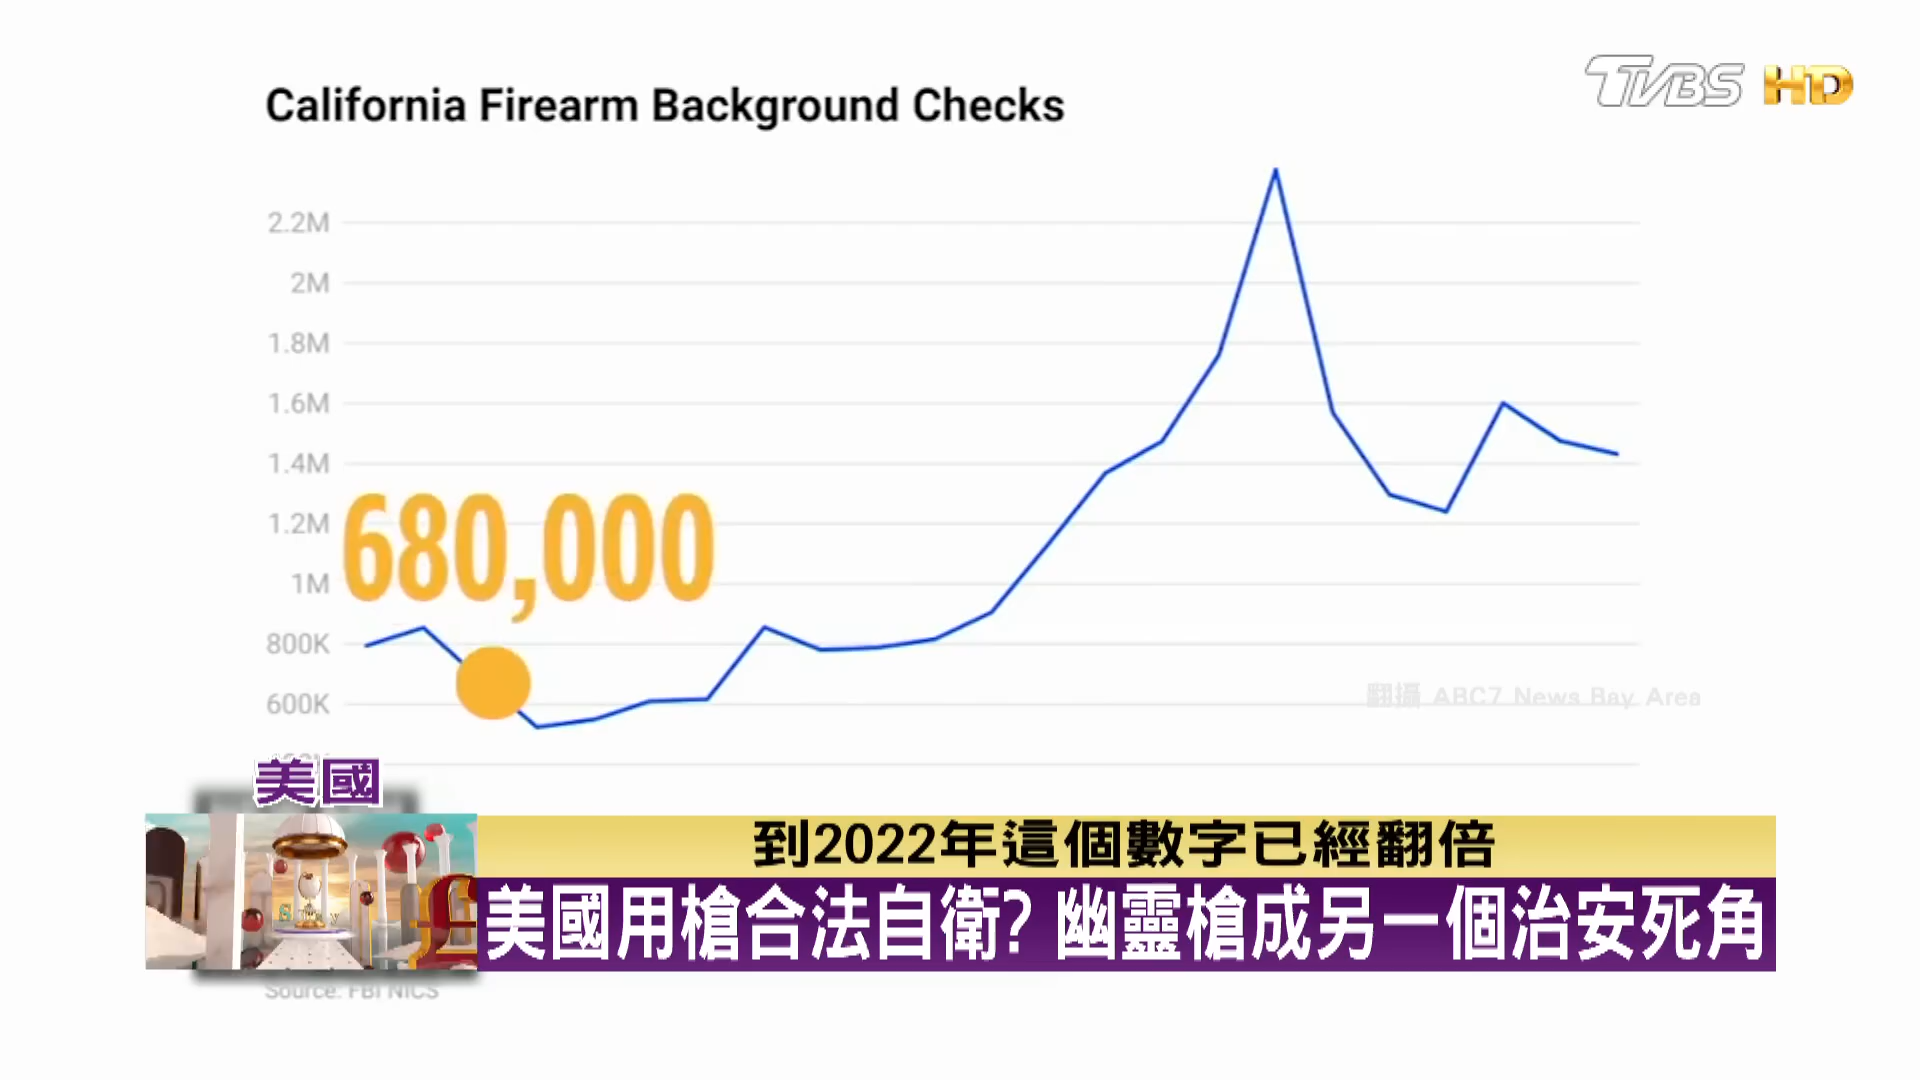 TVBS HD
California Firearm Background Checks
2.2M
2M
1.8M
1.6M
1.4M
1.2M
1M
800K
600K
680,000
翻攝 ABC7 News Bay Area
美國
到2022年這個數字已經翻倍
美國用槍合法自衛? 幽靈槍成另一個治安死角
Source: FBI NICS